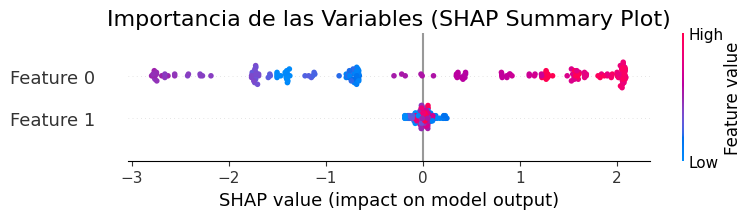 Importancia de las Variables (SHAP Summary Plot)
High
Feature 0
Feature 1
Feature value
Low
−3 −2 −1 0 1 2
SHAP value (impact on model output)